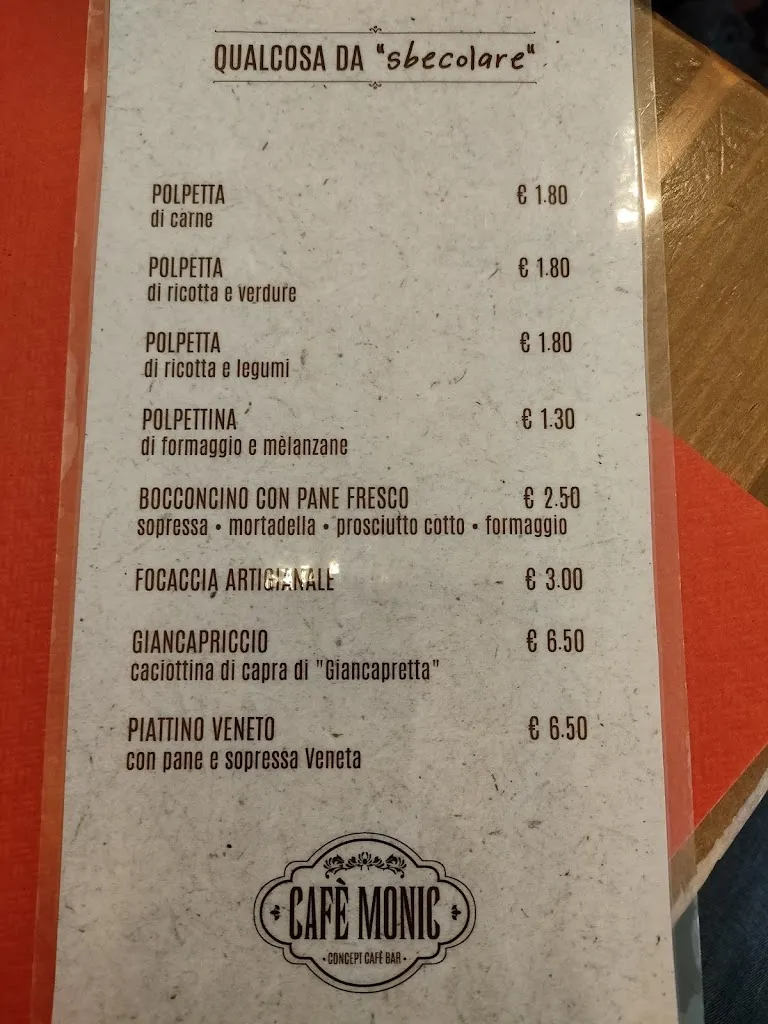 QUALCOSA DA "sbecolare"
POLPETTA € 1.80
di carne
POLPETTA € 1.80
di ricotta e verdure
POLPETTA € 1.80
di ricotta e legumi
POLPETTINA € 1.30
di formaggio e melanzane
BOCCONCINO CON PANE FRESCO € 2.50
sopressa • mortadella • prosciutto cotto • formaggio
FOCACCIA ARTIGIANALE € 3.00
GIANCAPRICCIO € 6.50
caciottina di capra di "Giancapretta"
PIATTINO VENETO € 6.50
con pane e sopressa Veneta
CAFÈ MONIC
• CONCEPT CAFÈ BAR •